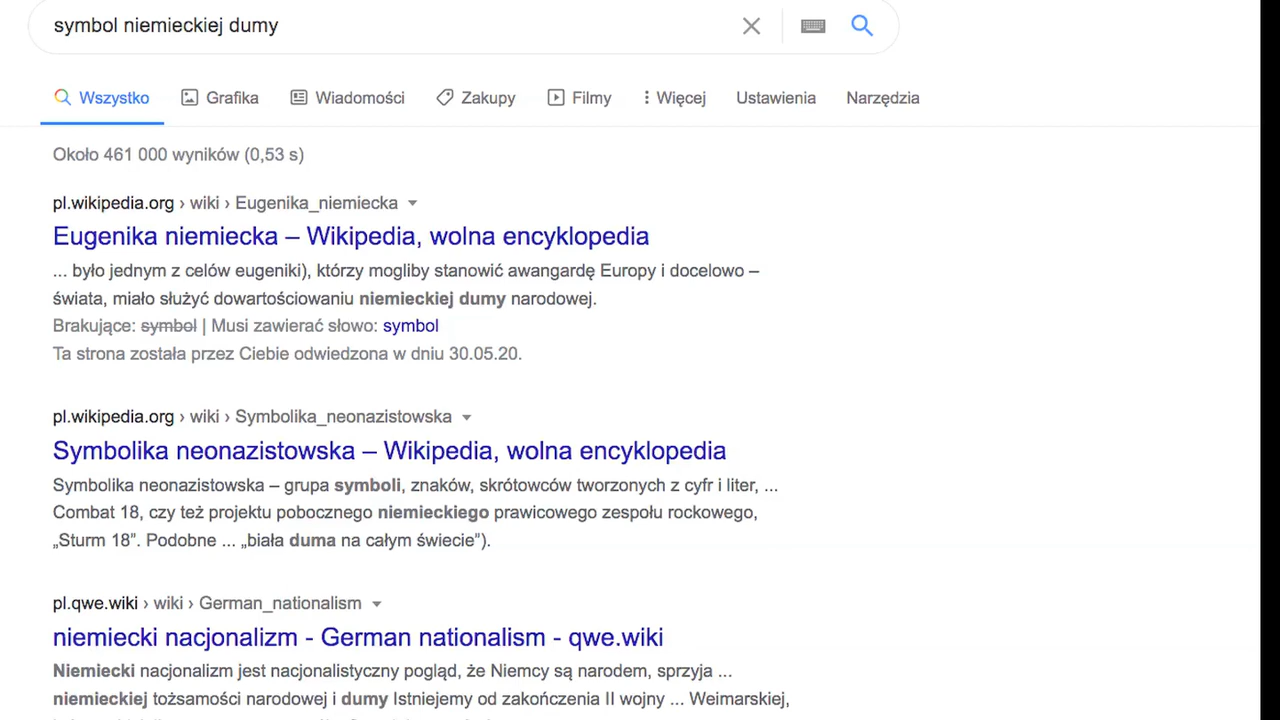 symbol niemieckiej dumy
Wszystko Grafika Wiadomości Zakupy Filmy Więcej Ustawienia Narzędzia
Około 461 000 wyników (0,53 s)
pl.wikipedia.org › wiki › Eugenika_niemiecka
Eugenika niemiecka – Wikipedia, wolna encyklopedia
... było jednym z celów eugeniki), którzy mogliby stanowić awangardę Europy i docelowo –
świata, miało służyć dowartościowaniu niemieckiej dumy narodowej.
Brakujące: symbol | Musi zawierać słowo: symbol
Ta strona została przez Ciebie odwiedzona w dniu 30.05.20.
pl.wikipedia.org › wiki › Symbolika_neonazistowska
Symbolika neonazistowska – Wikipedia, wolna encyklopedia
Symbolika neonazistowska – grupa symboli, znaków, skrótowców tworzonych z cyfr i liter, ...
Combat 18, czy też projektu pobocznego niemieckiego prawicowego zespołu rockowego,
„Sturm 18”. Podobne ... „biała duma na całym świecie”).
pl.qwe.wiki › wiki › German_nationalism
niemiecki nacjonalizm - German nationalism - qwe.wiki
Niemiecki nacjonalizm jest nacjonalistyczny pogląd, że Niemcy są narodem, sprzyja ...
niemieckiej tożsamości narodowej i dumy Istniejemy od zakończenia II wojny ... Weimarskiej,